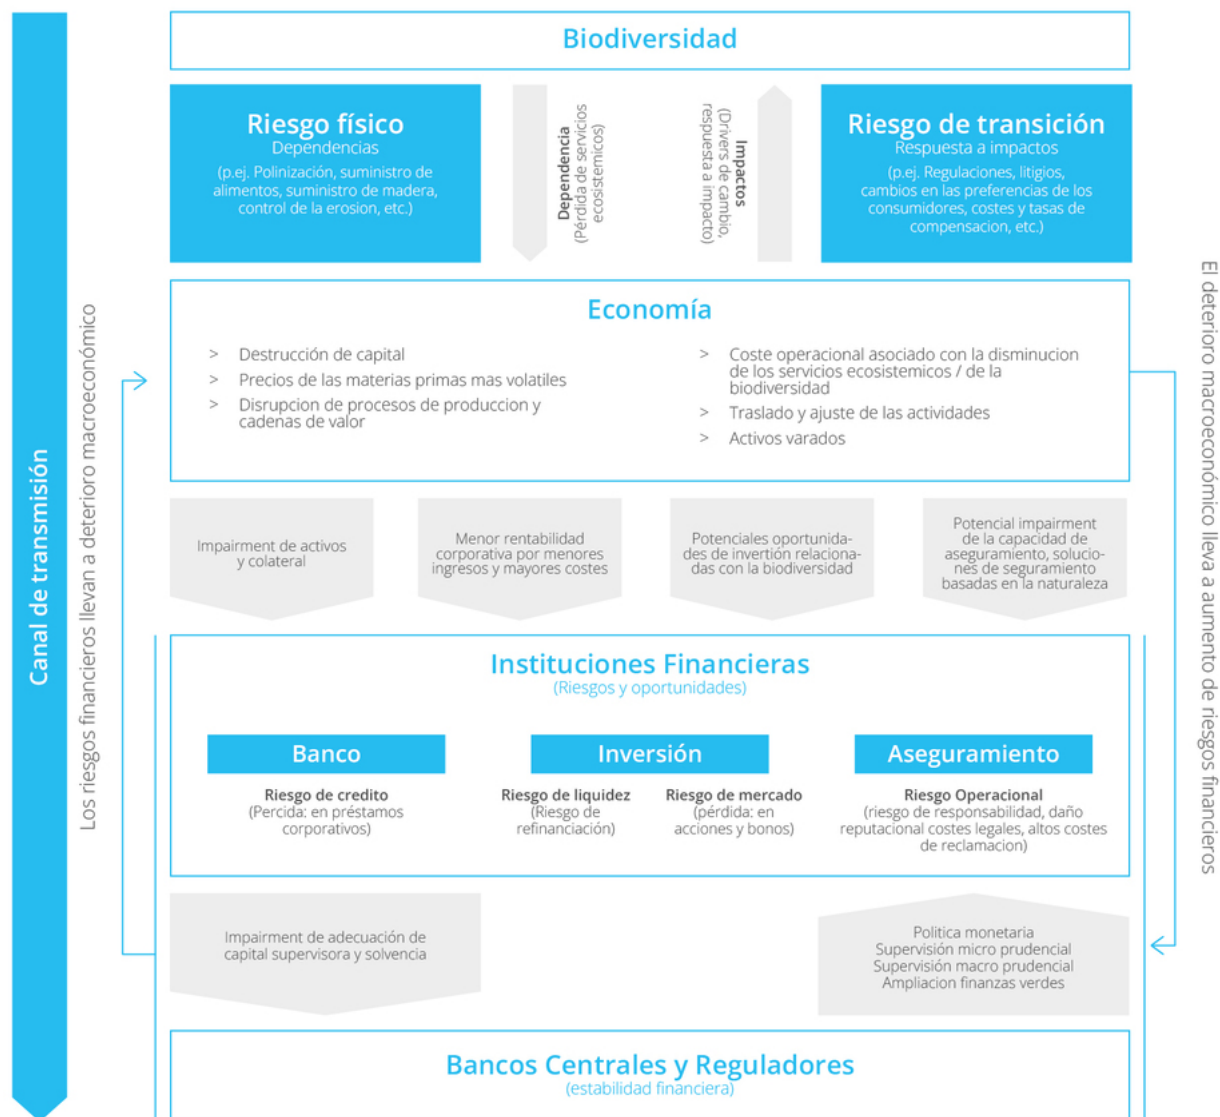 Biodiversidad
Riesgo físico
Dependencias
(p.ej. Polinización, suministro de
alimentos, suministro de madera,
control de la erosion, etc.)
Dependencia
(Pérdida de servicios
ecosistemicos)
Impactos
(Drivers de cambio,
respuesta a impacto)
Riesgo de transición
Respuesta a impactos
(p.ej. Regulaciones, litigios,
cambios en las preferencias de los
consumidores, costes y tasas de
compensacion, etc.)
Canal de transmisión
Los riesgos financieros llevan a deterioro macroeconómico
El deterioro macroeconómico lleva a aumento de riesgos financieros
Economía
> Destrucción de capital
> Precios de las materias primas mas volatiles
> Disrupcion de procesos de produccion y
cadenas de valor
> Coste operacional asociado con la disminucion
de los servicios ecosistemicos / de la
biodiversidad
> Traslado y ajuste de las actividades
> Activos varados
Impairment de activos
y colateral
Menor rentabilidad
corporativa por menores
ingresos y mayores costes
Potenciales oportunida-
des de invertión relaciona-
das con la biodiversidad
Potencial impairment
de la capacidad de
aseguramiento, solucio-
nes de seguramiento
basadas en la naturaleza
Instituciones Financieras
(Riesgos y oportunidades)
Banco
Riesgo de credito
(Percida: en préstamos
corporativos)
Inversión
Riesgo de liquidez
(Riesgo de
refinanciación)
Riesgo de mercado
(pérdida: en
acciones y bonos)
Aseguramiento
Riesgo Operacional
(riesgo de responsabilidad, daño
reputacional costes legales, altos costes
de reclamacion)
Impairment de adecuación de
capital supervisora y solvencia
Politica monetaria
Supervisión micro prudencial
Supervisión macro prudencial
Ampliacion finanzas verdes
Bancos Centrales y Reguladores
(estabilidad financiera)